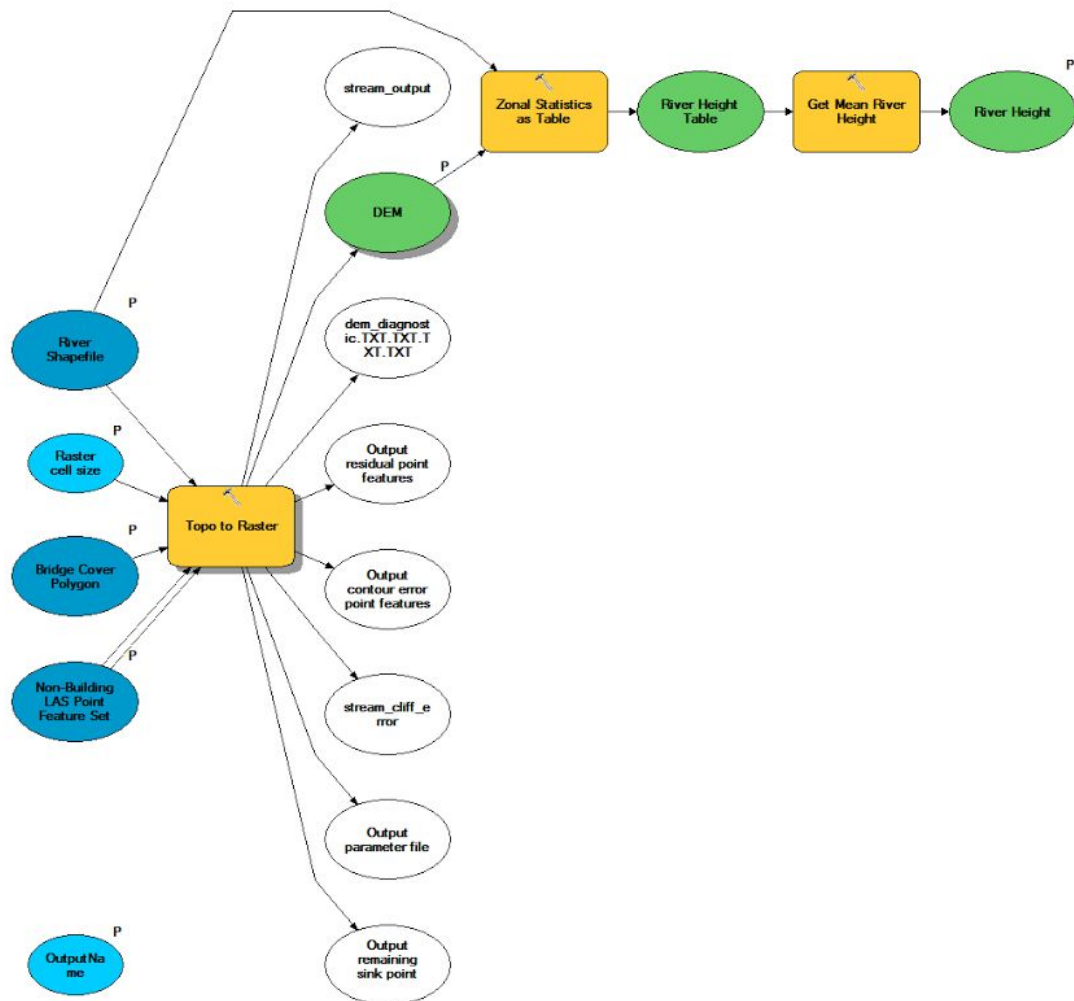 P
stream_output
Zonal Statistics
as Table
River Height
Table
Get Mean River
Height
River Height
P
DEM
P
River
Shapefile
dem_diagnost
ic.TXT.TXT.T
XT.TXT
P
Raster
cell size
Output
residual point
features
Topo to Raster
P
Bridge Cover
Polygon
Output
contour error
point features
P
Non-Building
LAS Point
Feature Set
stream_cliff_e
rror
Output
parameter file
P
OutputNa
me
Output
remaining
sink point